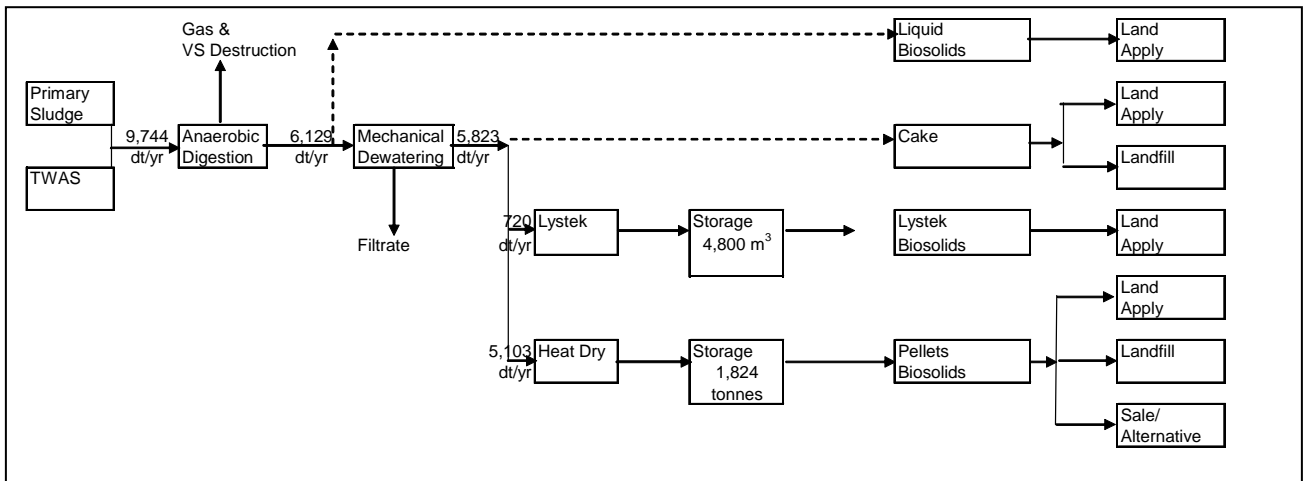 Gas &
VS Destruction
Liquid
Biosolids
Land
Apply
Primary
Sludge
TWAS
9,744
dt/yr
Anaerobic
Digestion
6,129
dt/yr
Mechanical
Dewatering
5,823
dt/yr
Filtrate
Cake
Land
Apply
Landfill
720
dt/yr
Lystek
Storage
4,800 m³
Lystek
Biosolids
Land
Apply
5,103
dt/yr
Heat Dry
Storage
1,824
tonnes
Pellets
Biosolids
Land
Apply
Landfill
Sale/
Alternative